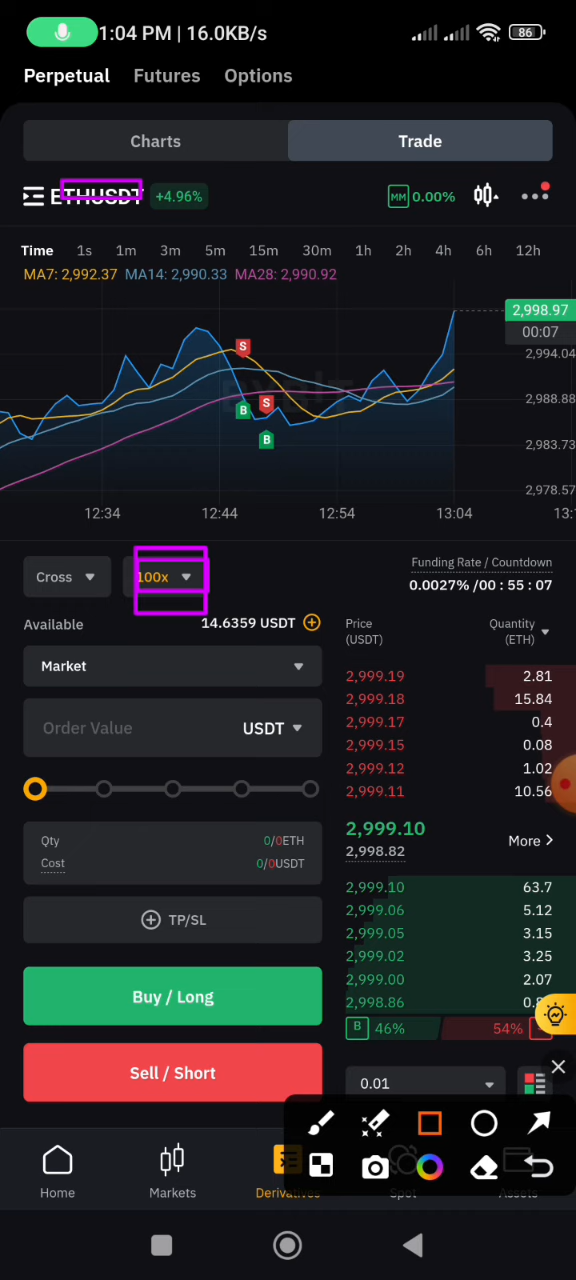 1:04 PM | 16.0KB/s
86
Perpetual Futures Options
Charts Trade
ETHUSDT +4.96% MM 0.00%
Time 1s 1m 3m 5m 15m 30m 1h 2h 4h 6h 12h
MA7: 2,992.37 MA14: 2,990.33 MA28: 2,990.92
2,998.97
00:07
2,994.04
2,988.88
2,983.73
2,978.57
S
B
S
B
12:34 12:44 12:54 13:04
Cross 100x
Funding Rate / Countdown
0.0027% /00 : 55 : 07
Available 14.6359 USDT
Market
Order Value USDT
Qty 0/0ETH
Cost 0/0USDT
TP/SL
Buy / Long
Sell / Short
Price Quantity
(USDT) (ETH)
2,999.19 2.81
2,999.18 15.84
2,999.17 0.4
2,999.15 0.08
2,999.12 1.02
2,999.11 10.56
2,999.10
2,998.82
More
2,999.10 63.7
2,999.06 5.12
2,999.05 3.15
2,999.02 3.25
2,999.00 2.07
2,998.86
B 46% 54%
0.01
Home Markets Derivatives Spot Assets